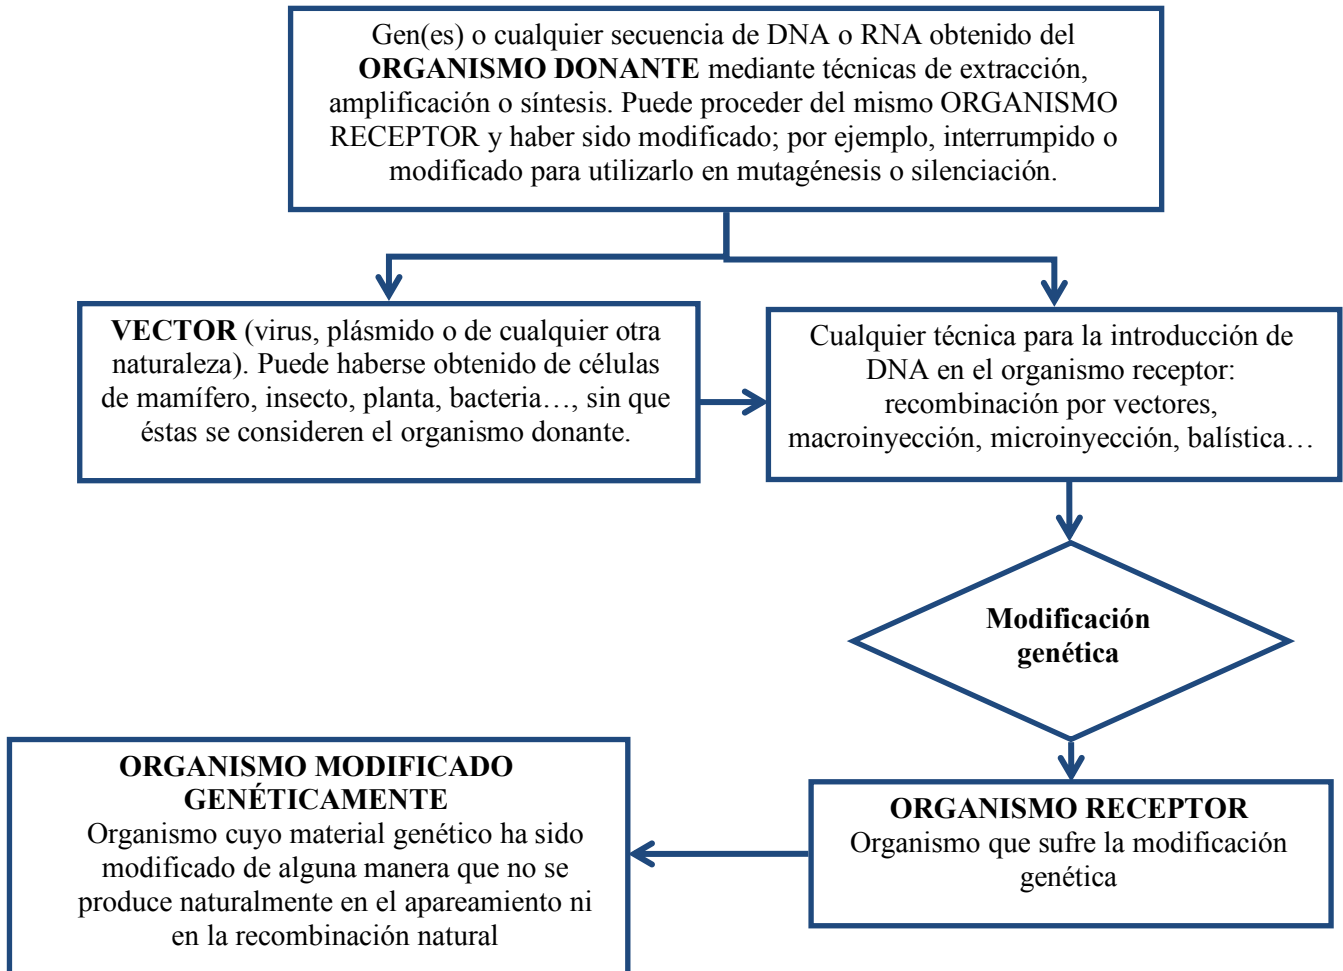 Gen(es) o cualquier secuencia de DNA o RNA obtenido del
ORGANISMO DONANTE mediante técnicas de extracción,
amplificación o síntesis. Puede proceder del mismo ORGANISMO
RECEPTOR y haber sido modificado; por ejemplo, interrumpido o
modificado para utilizarlo en mutagénesis o silenciación.
VECTOR (virus, plásmido o de cualquier otra
naturaleza). Puede haberse obtenido de células
de mamífero, insecto, planta, bacteria…, sin que
éstas se consideren el organismo donante.
Cualquier técnica para la introducción de
DNA en el organismo receptor:
recombinación por vectores,
macroinyección, microinyección, balística…
Modificación
genética
ORGANISMO RECEPTOR
Organismo que sufre la modificación
genética
ORGANISMO MODIFICADO
GENÉTICAMENTE
Organismo cuyo material genético ha sido
modificado de alguna manera que no se
produce naturalmente en el apareamiento ni
en la recombinación natural